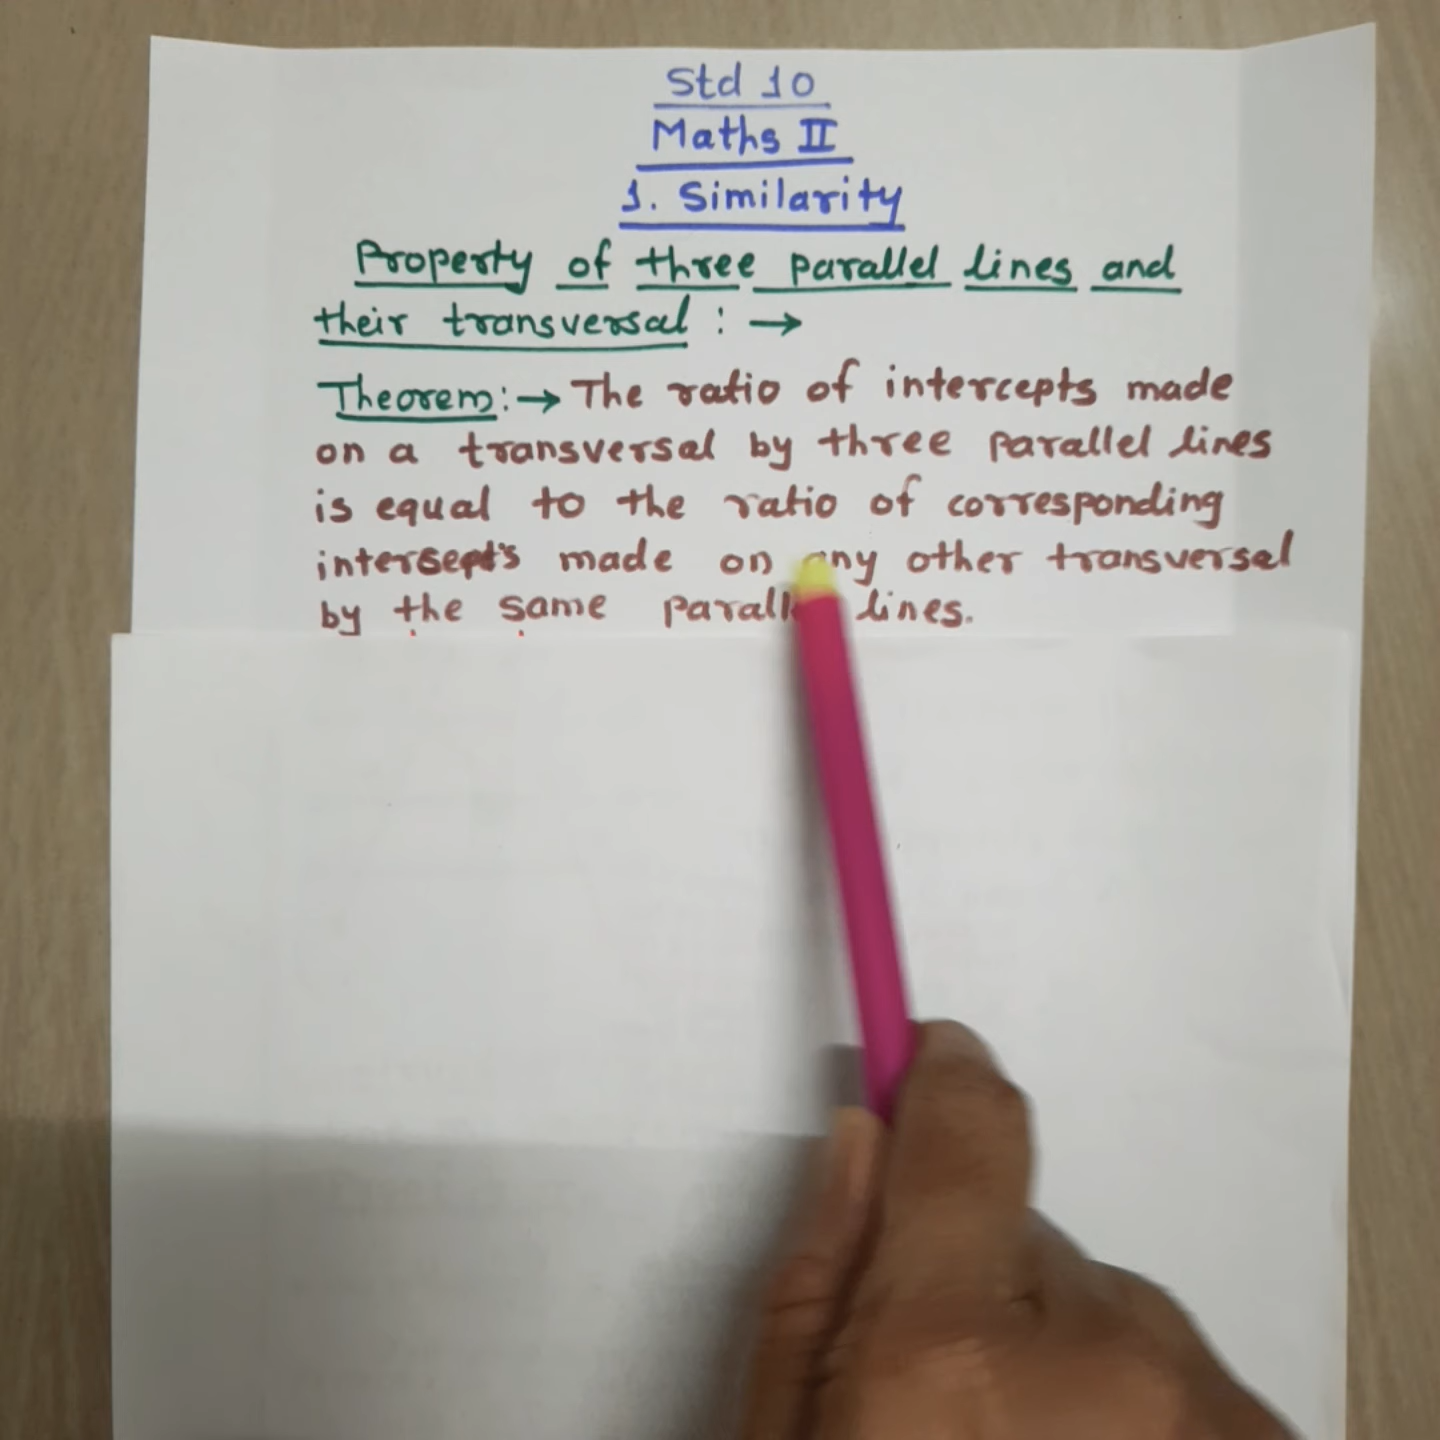 Std 10
Maths II
1. Similarity
Property of three parallel lines and
their transversal : →
Theorem : → The ratio of intercepts made
on a transversal by three parallel lines
is equal to the ratio of corresponding
intersepts made on any other transversal
by the same parallel lines.